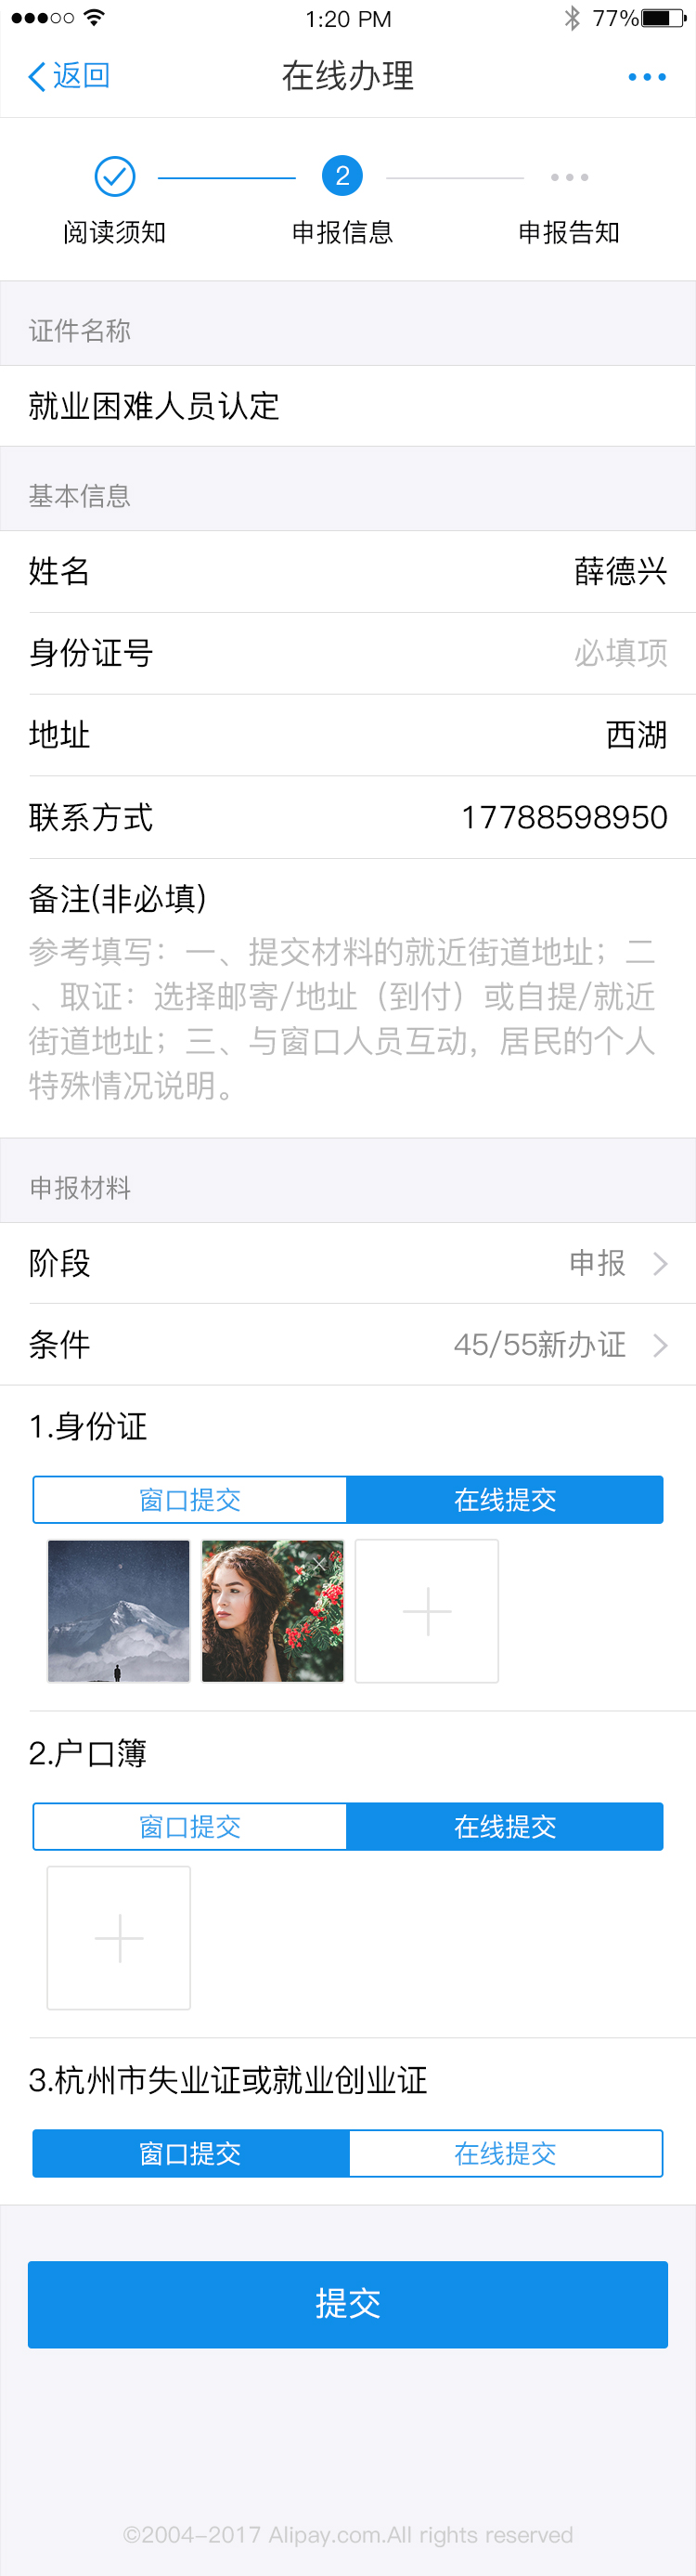 1:20 PM
77%
返回
在线办理
2
阅读须知
申报信息
申报告知
证件名称
就业困难人员认定
基本信息
姓名
薛德兴
身份证号
必填项
地址
西湖
联系方式
17788598950
备注(非必填)
参考填写：一、提交材料的就近街道地址；二
、取证：选择邮寄/地址（到付）或自提/就近
街道地址；三、与窗口人员互动，居民的个人
特殊情况说明。
申报材料
阶段
申报
条件
45/55新办证
1.身份证
窗口提交
在线提交
2.户口簿
窗口提交
在线提交
3.杭州市失业证或就业创业证
窗口提交
在线提交
提交
©2004-2017 Alipay.com.All rights reserved